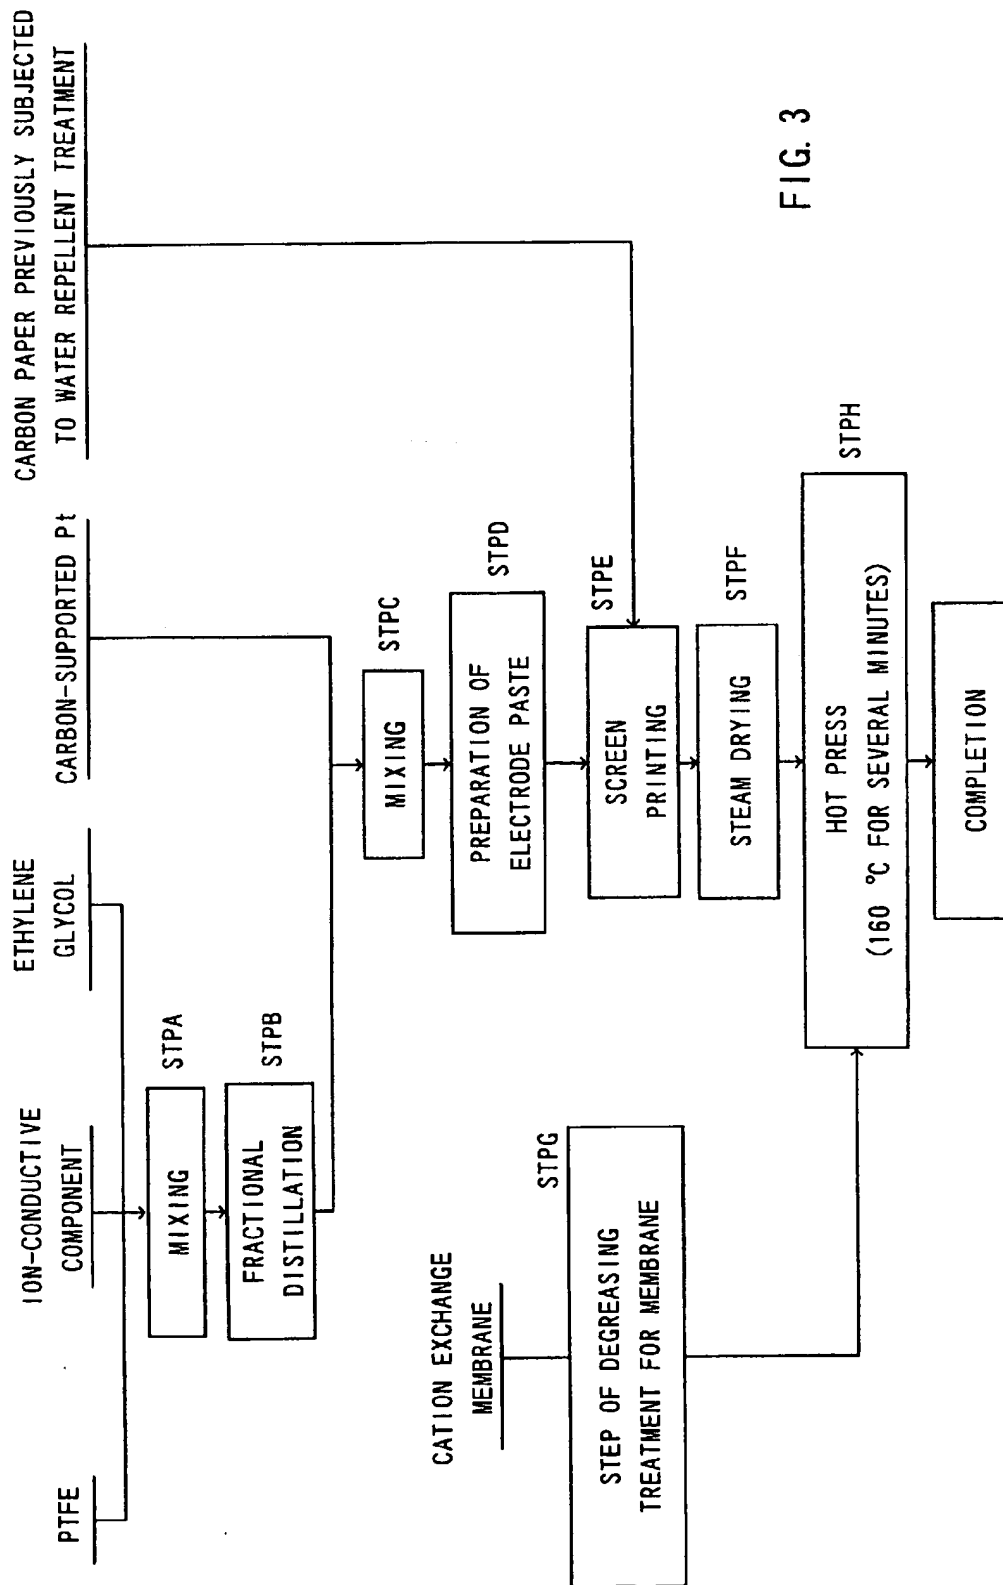 PTFE
ION-CONDUCTIVE
COMPONENT
ETHYLENE
GLYCOL
CARBON-SUPPORTED Pt
CARBON PAPER PREVIOUSLY SUBJECTED
TO WATER REPELLENT TREATMENT
STPA
MIXING
STPB
FRACTIONAL
DISTILLATION
STPC
MIXING
STPD
PREPARATION OF
ELECTRODE PASTE
STPE
SCREEN
PRINTING
STPF
STEAM DRYING
CATION EXCHANGE
MEMBRANE
STPG
STEP OF DEGREASING
TREATMENT FOR MEMBRANE
STPH
HOT PRESS
(160 °C FOR SEVERAL MINUTES)
COMPLETION
FIG. 3